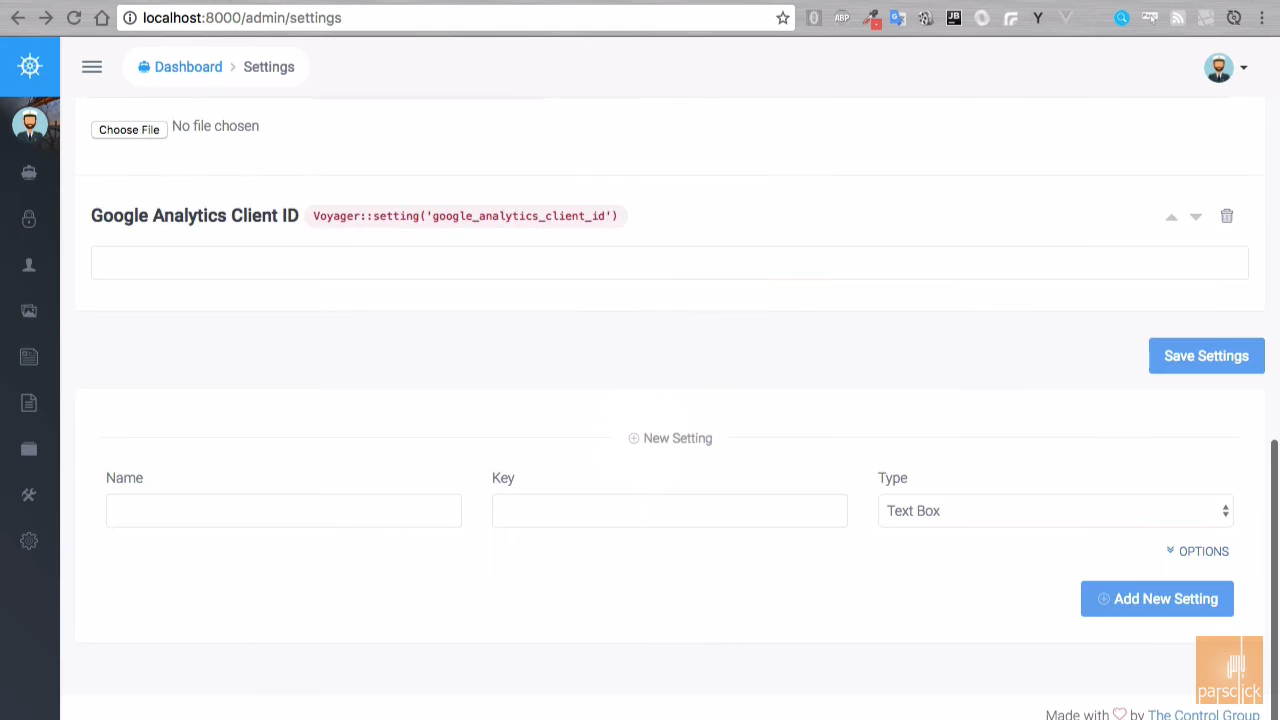 localhost:8000/admin/settings
ABP
JB
Y
Dashboard > Settings
Choose File No file chosen
Google Analytics Client ID Voyager::setting('google_analytics_client_id')
Save Settings
New Setting
Name Key Type
Text Box
OPTIONS
Add New Setting
parsclick
Made with by The Control Group